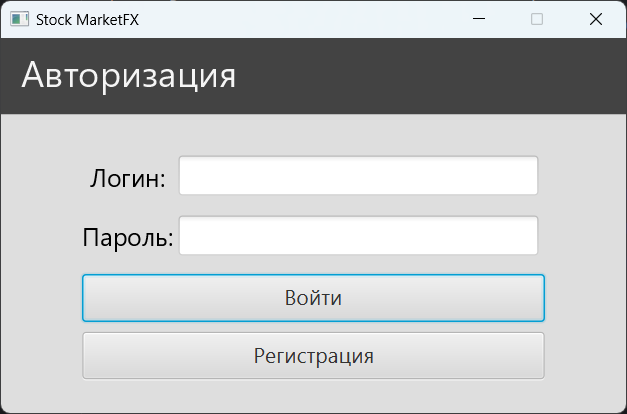 Stock MarketFX
Авторизация
Логин:
Пароль:
Войти
Регистрация